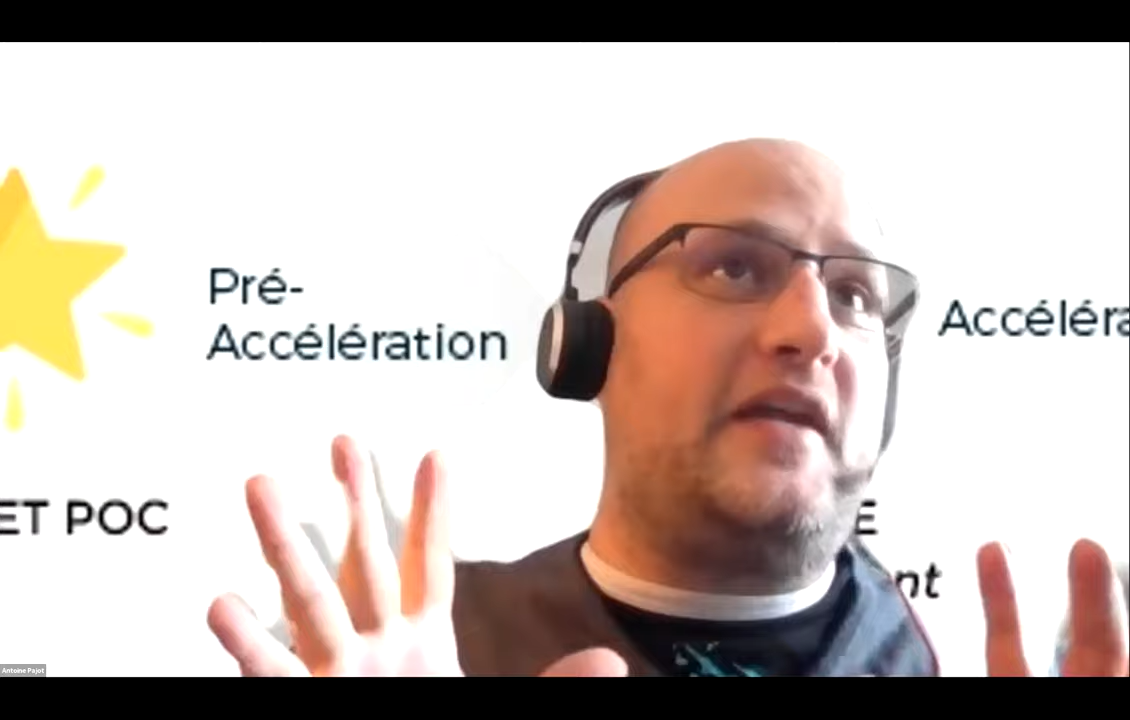 Pré-
Accélération
Accéléra
ET POC
E
nt
Antoine Pajot